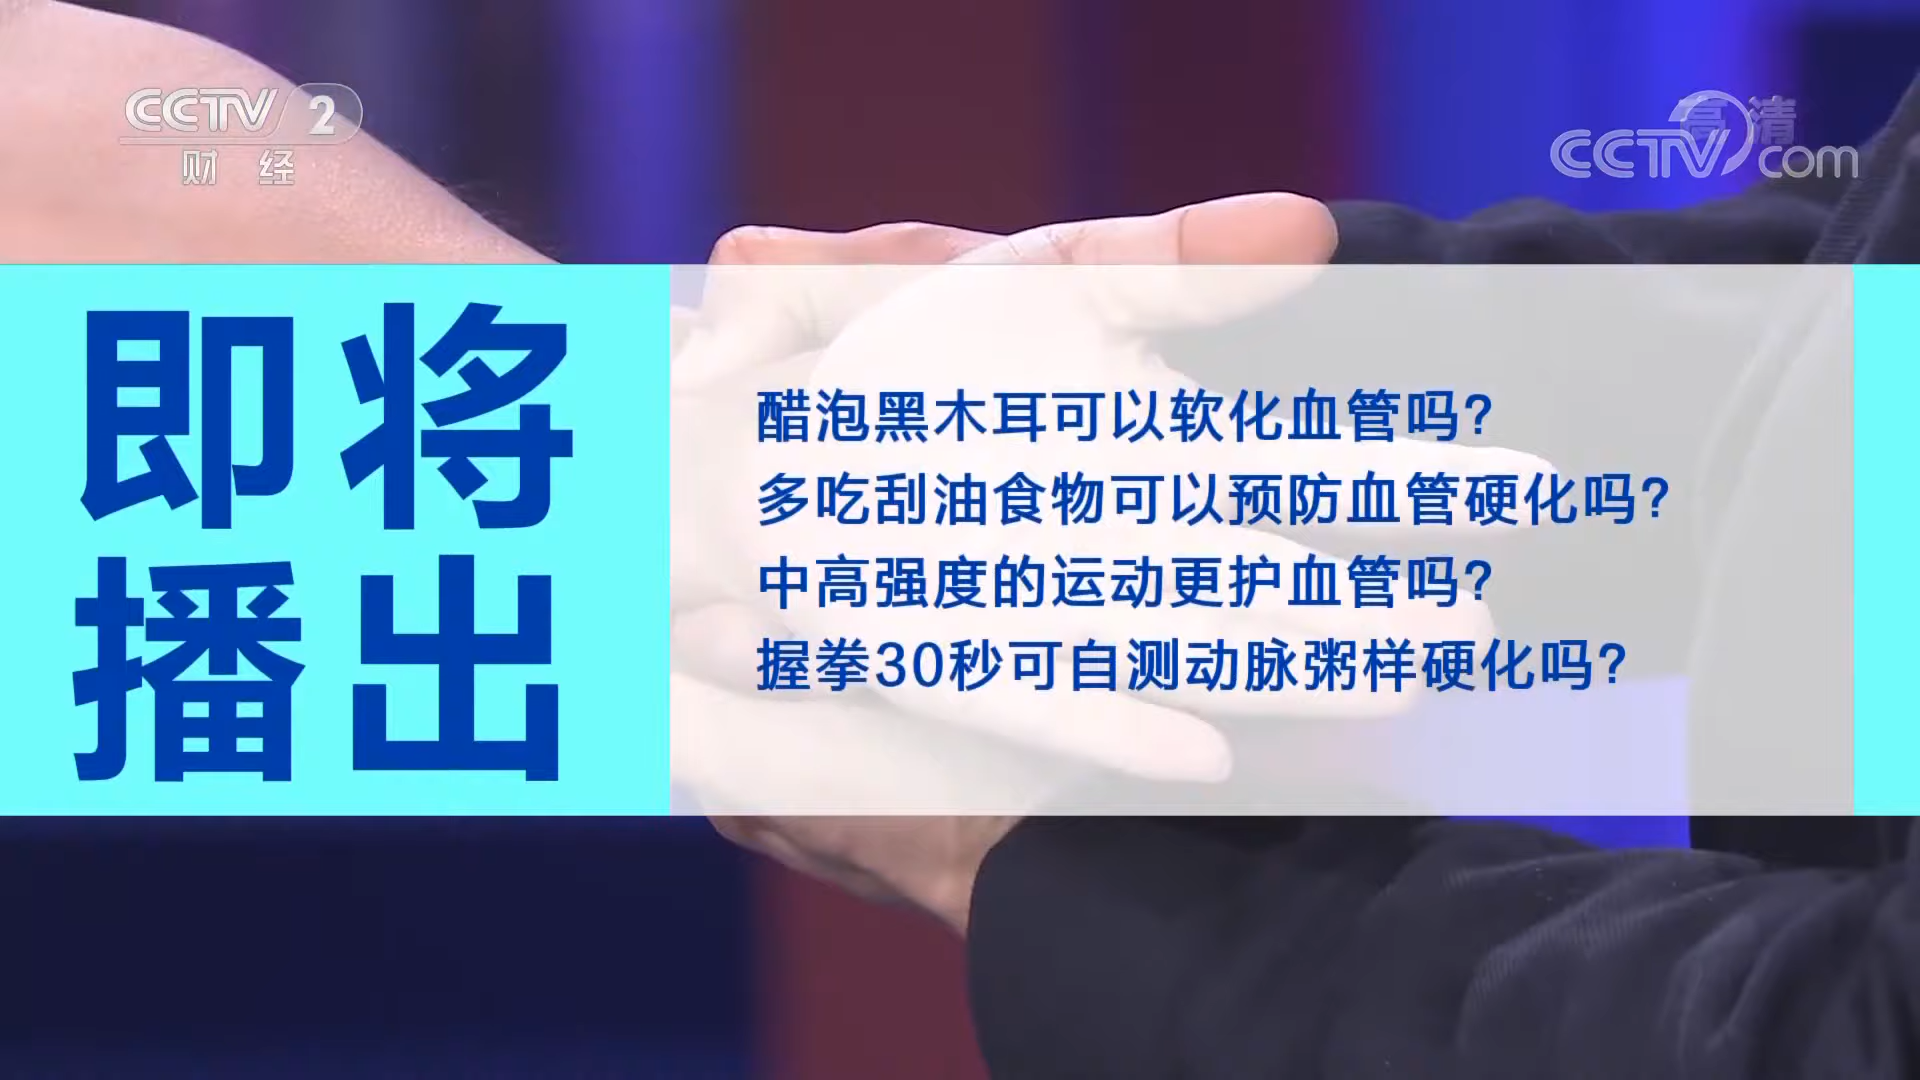 CCTV 2
财经
高清
CCTV.com
即将
播出
醋泡黑木耳可以软化血管吗?
多吃刮油食物可以预防血管硬化吗?
中高强度的运动更护血管吗?
握拳30秒可自测动脉粥样硬化吗?